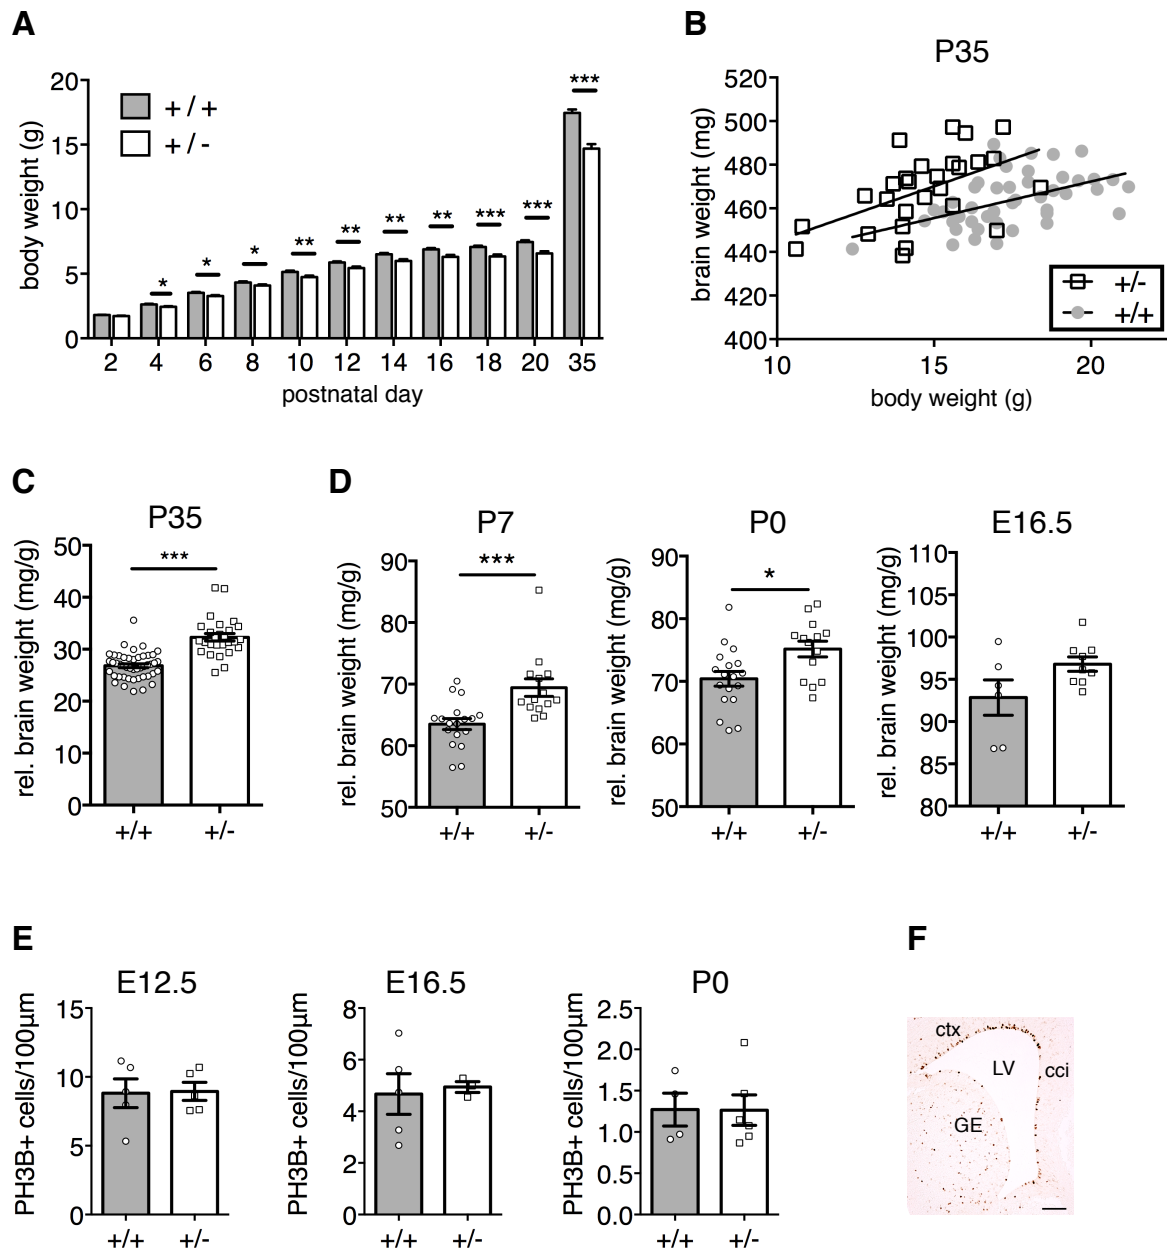 A
20
15
10
5
0
body weight (g)
+/+
+/-
*
*
*
**
**
**
**
***
***
***
2 4 6 8 10 12 14 16 18 20 35
postnatal day
B
P35
520
500
480
460
440
420
400
brain weight (mg)
+/-
+/+
10 15 20
body weight (g)
C
P35
50
40
30
20
10
0
rel. brain weight (mg/g)
***
+/+ +/-
D
P7
90
80
70
60
50
rel. brain weight (mg/g)
***
+/+ +/-
P0
90
80
70
60
50
rel. brain weight (mg/g)
*
+/+ +/-
E16.5
110
105
100
95
90
85
80
rel. brain weight (mg/g)
+/+ +/-
E
E12.5
15
10
5
0
PH3B+ cells/100µm
+/+ +/-
E16.5
8
6
4
2
0
PH3B+ cells/100µm
+/+ +/-
P0
2.5
2.0
1.5
1.0
0.5
0.0
PH3B+ cells/100µm
+/+ +/-
F
ctx
LV
cci
GE